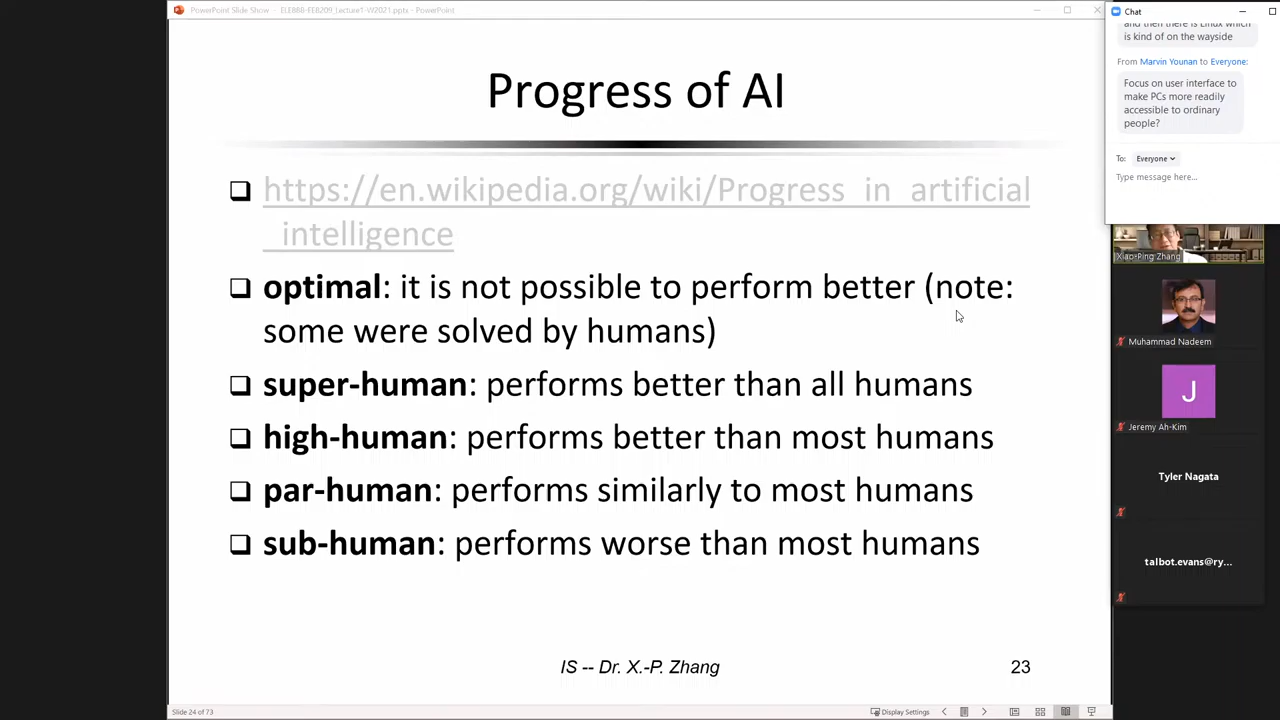 PowerPoint Slide Show - ELE888-EE8209_Lecture1-W2021.pptx - PowerPoint
Progress of AI
https://en.wikipedia.org/wiki/Progress_in_artificial
_intelligence
optimal: it is not possible to perform better (note:
some were solved by humans)
super-human: performs better than all humans
high-human: performs better than most humans
par-human: performs similarly to most humans
sub-human: performs worse than most humans
IS -- Dr. X.-P. Zhang
23
Slide 24 of 73
Display Settings
Chat
and then there is Linux which
is kind of on the wayside
From Marvin Younan to Everyone:
Focus on user interface to
make PCs more readily
accessible to ordinary
people?
To: Everyone
Type message here...
Xiao-Ping Zhang
Muhammad Nadeem
J
Jeremy Ah-Kim
Tyler Nagata
talbot.evans@ry...